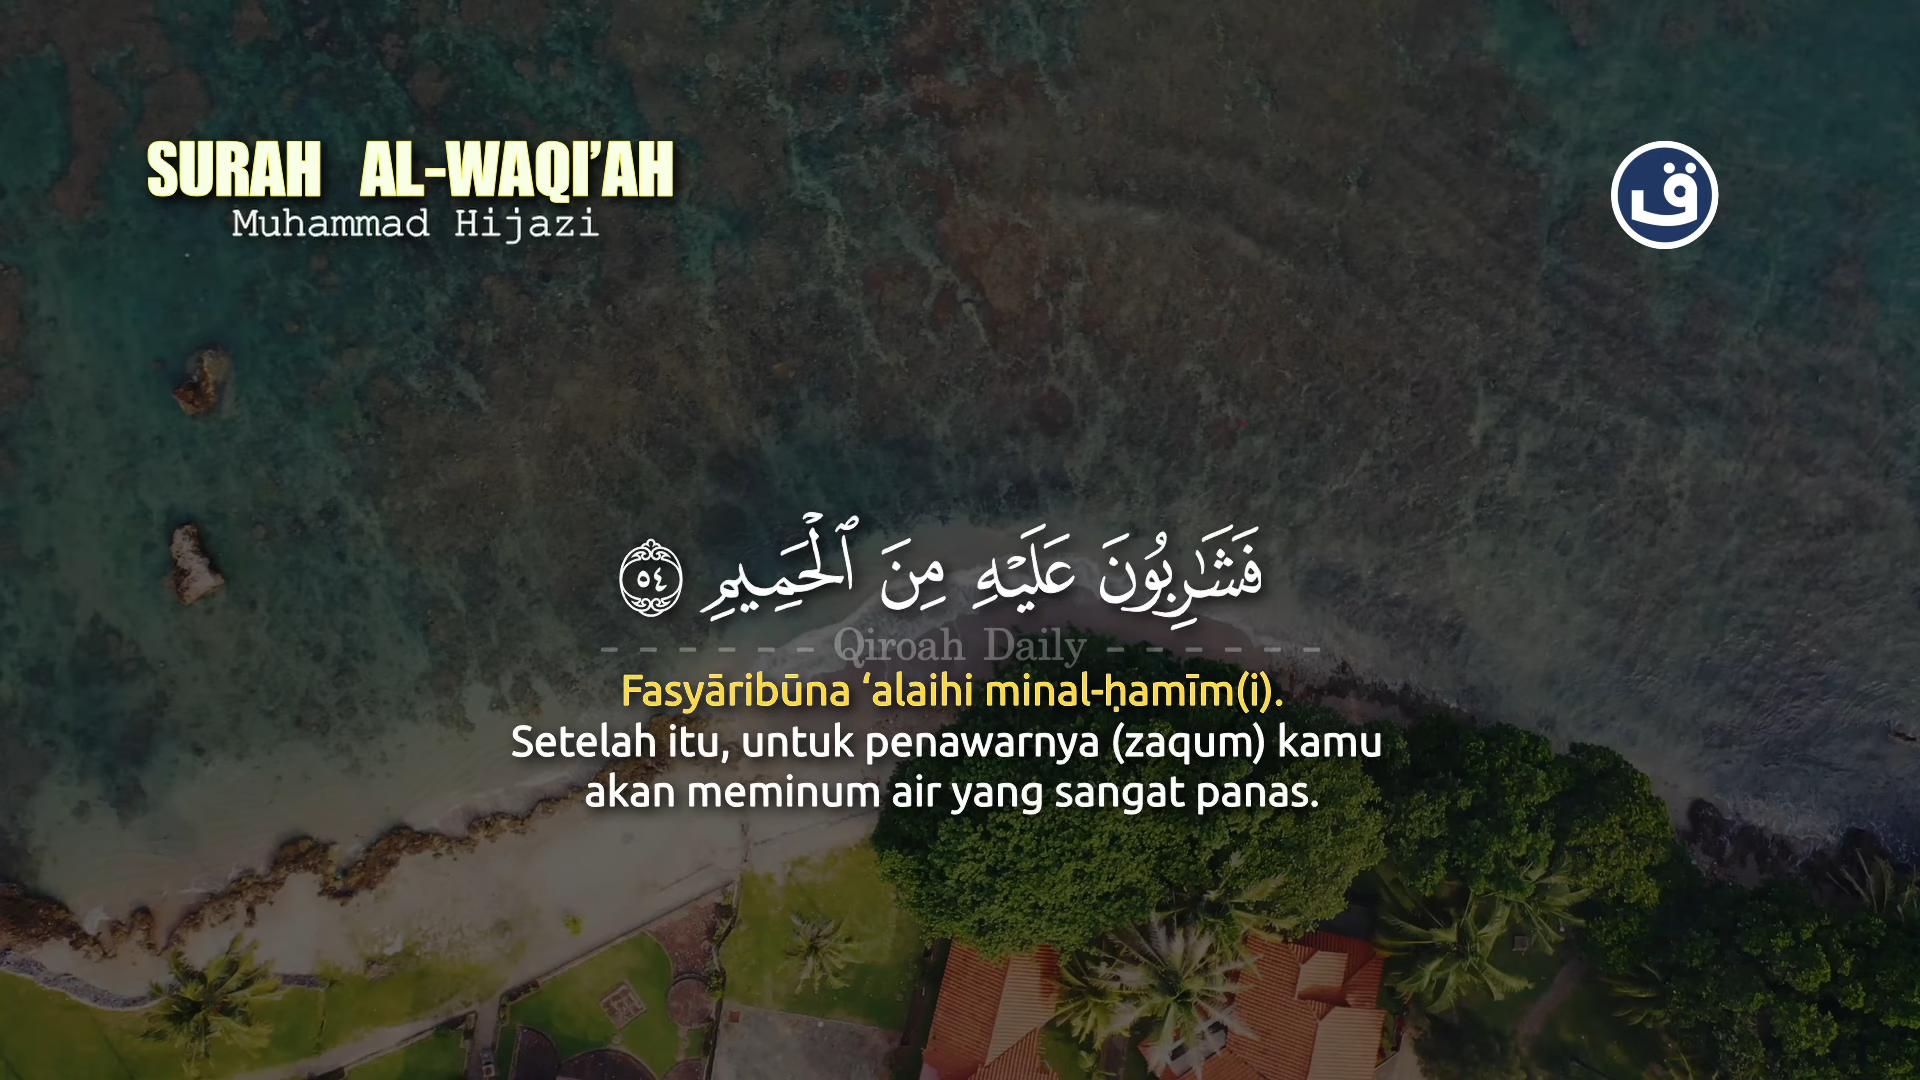 SURAH AL-WAQI’AH
Muhammad Hijazi
ق
فَشَٰرِبُونَ عَلَيْهِ مِنَ ٱلْحَمِيمِ ٥٤
- - - - - - Qiroah Daily - - - - - -
Fasyāribūna ‘alaihi minal-ḥamīm(i).
Setelah itu, untuk penawarnya (zaqum) kamu
akan meminum air yang sangat panas.